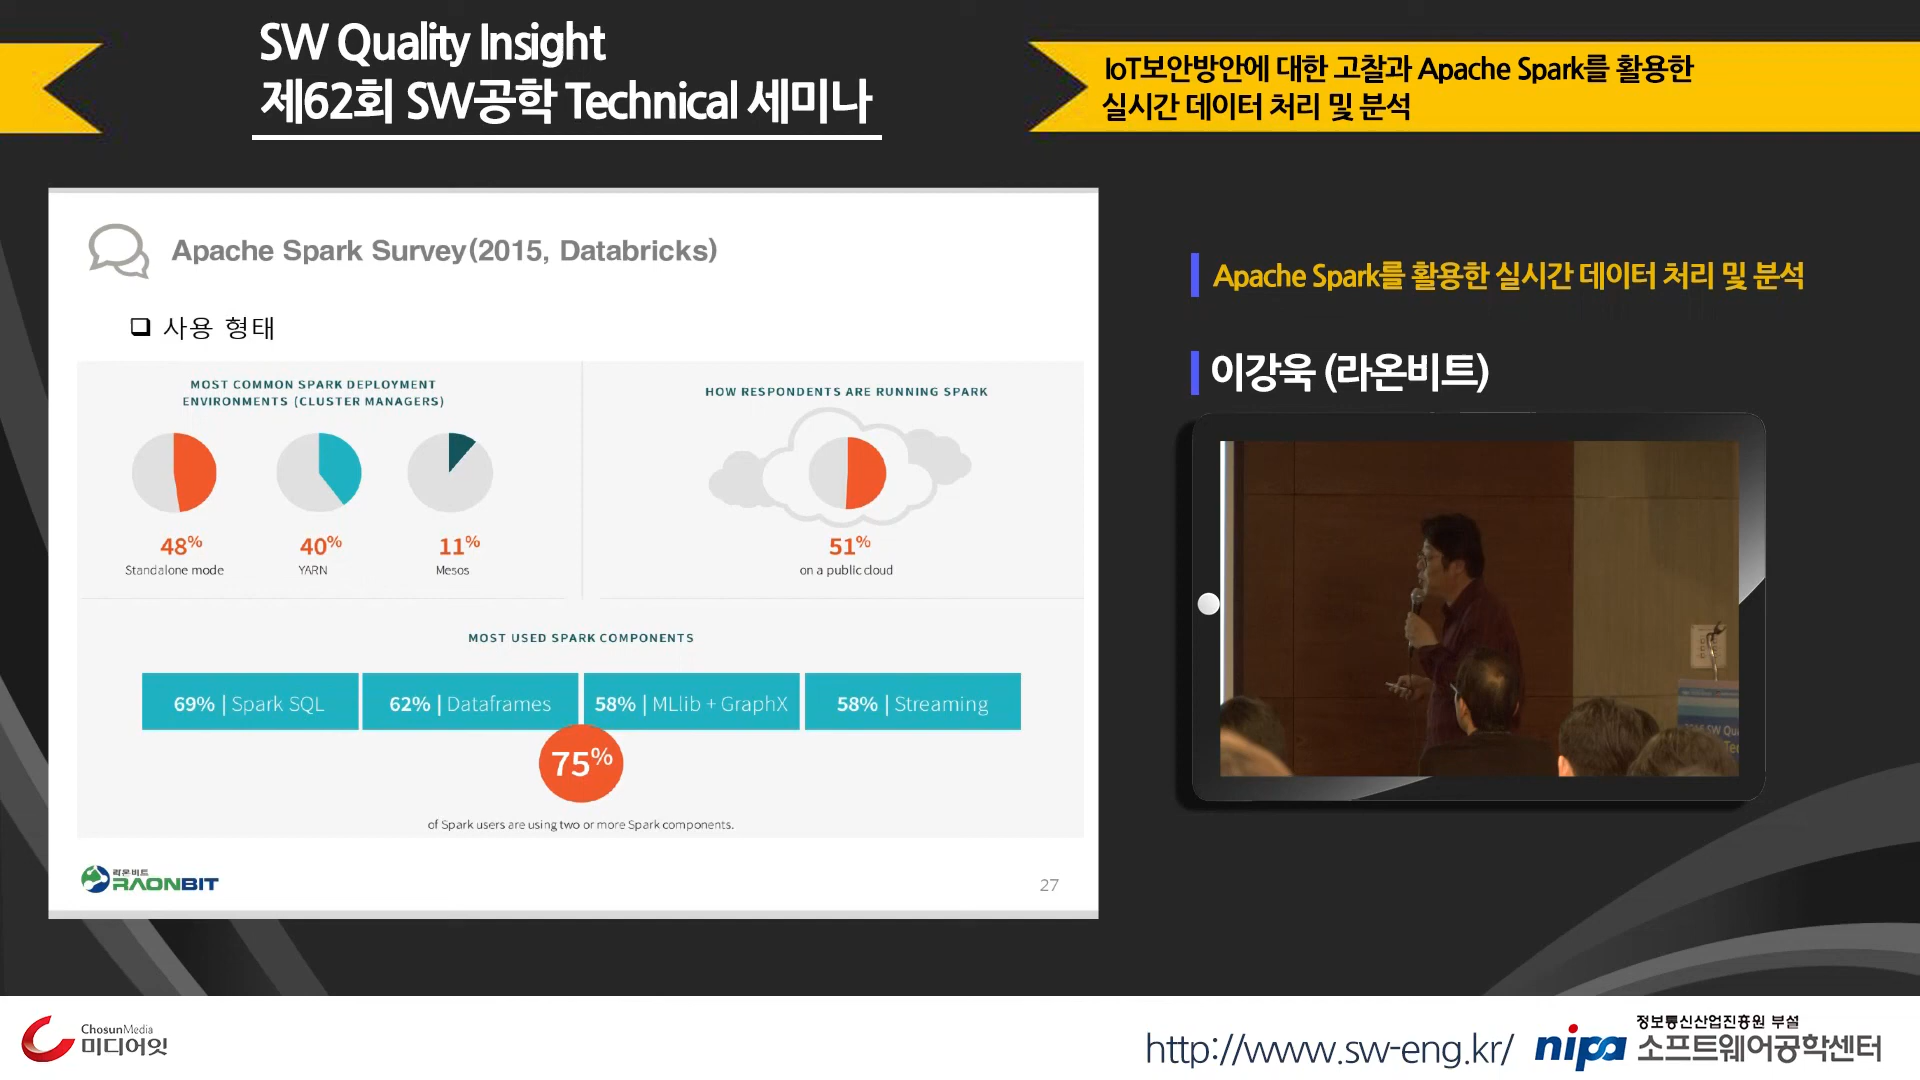 SW Quality Insight
제62회 SW공학 Technical 세미나
IoT보안방안에 대한 고찰과 Apache Spark를 활용한
실시간 데이터 처리 및 분석
Apache Spark Survey(2015, Databricks)
❑ 사용 형태
MOST COMMON SPARK DEPLOYMENT
ENVIRONMENTS (CLUSTER MANAGERS)
48%
Standalone mode
40%
YARN
11%
Mesos
HOW RESPONDENTS ARE RUNNING SPARK
51%
on a public cloud
MOST USED SPARK COMPONENTS
69% | Spark SQL
62% | Dataframes
58% | MLlib + GraphX
58% | Streaming
75%
of Spark users are using two or more Spark components.
라온비트
RAONBIT
27
Apache Spark를 활용한 실시간 데이터 처리 및 분석
이강욱 (라온비트)
ChosunMedia
미디어잇
http://www.sw-eng.kr/
nipa
정보통신산업진흥원 부설
소프트웨어공학센터